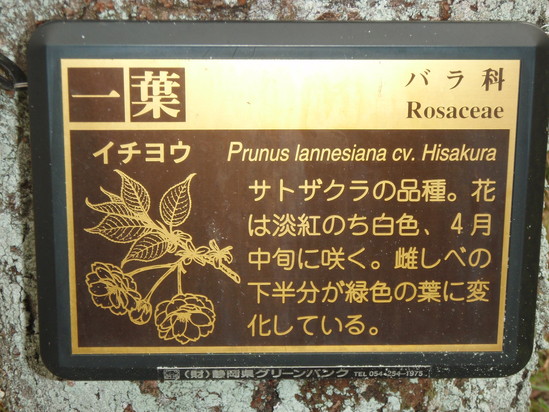 一葉
バラ科
Rosaceae
イチヨウ
Prunus lannesiana cv. Hisakura
サトザクラの品種。花
は淡紅のち白色、4月
中旬に咲く。雌しべの
下半分が緑色の葉に変
化している。
(財)静岡県グリーンバンク TEL 054-254-1975